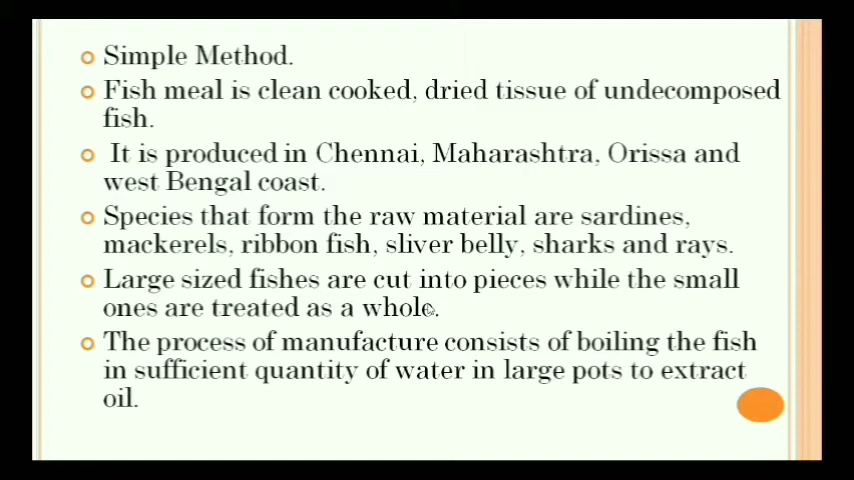 Simple Method.
Fish meal is clean cooked, dried tissue of undecomposed
fish.
It is produced in Chennai, Maharashtra, Orissa and
west Bengal coast.
Species that form the raw material are sardines,
mackerels, ribbon fish, sliver belly, sharks and rays.
Large sized fishes are cut into pieces while the small
ones are treated as a whole.
The process of manufacture consists of boiling the fish
in sufficient quantity of water in large pots to extract
oil.